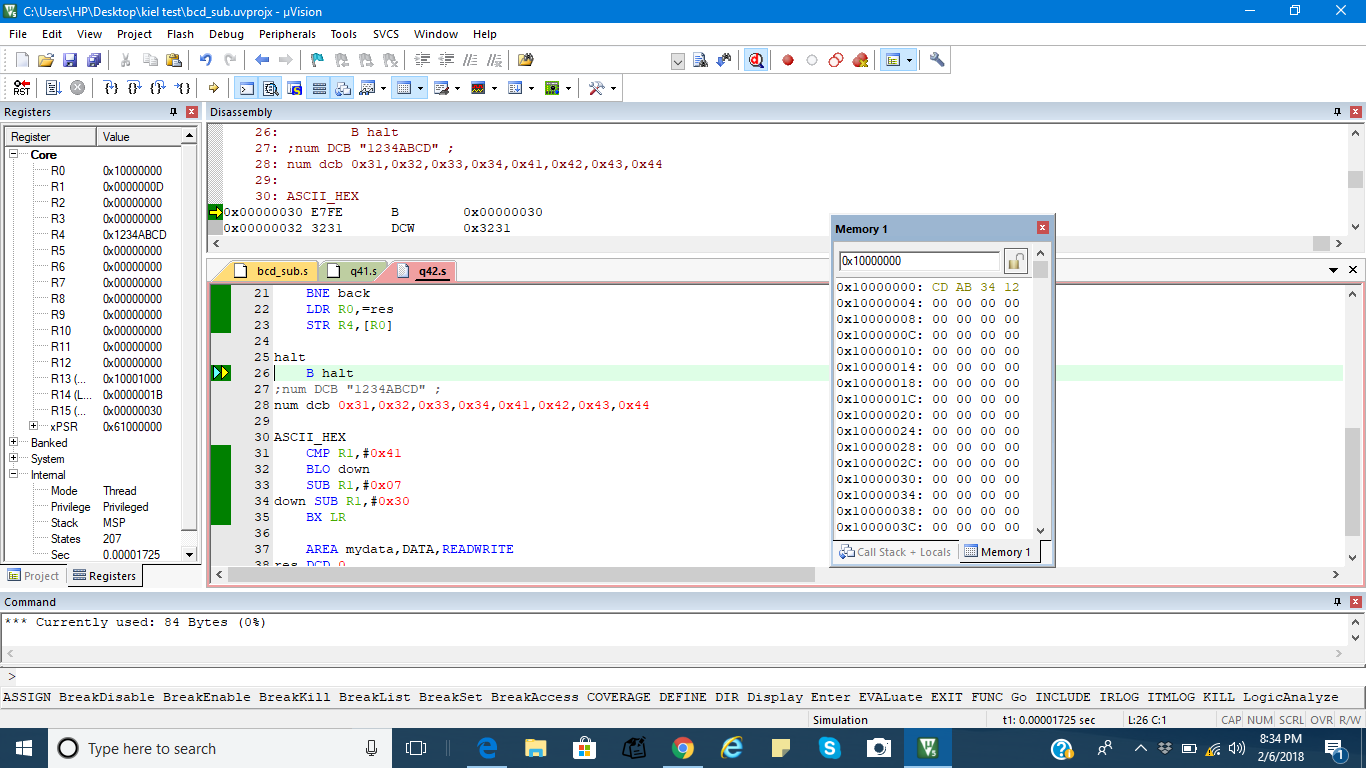 C:\Users\HP\Desktop\kiel test\bcd_sub.uvprojx - µVision
File Edit View Project Flash Debug Peripherals Tools SVCS Window Help
RST
Registers
Register Value
Core
R0 0x10000000
R1 0x0000000D
R2 0x00000000
R3 0x00000000
R4 0x1234ABCD
R5 0x00000000
R6 0x00000000
R7 0x00000000
R8 0x00000000
R9 0x00000000
R10 0x00000000
R11 0x00000000
R12 0x00000000
R13 (... 0x10001000
R14 (L... 0x0000001B
R15 (... 0x00000030
xPSR 0x61000000
Banked
System
Internal
Mode Thread
Privilege Privileged
Stack MSP
States 207
Sec 0.00001725
Project Registers
Disassembly
26: B halt
27: ;num DCB "1234ABCD" ;
28: num dcb 0x31,0x32,0x33,0x34,0x41,0x42,0x43,0x44
29:
30: ASCII_HEX
0x00000030 E7FE B 0x00000030
0x00000032 3231 DCW 0x3231
bcd_sub.s q41.s q42.s
21 BNE back
22 LDR R0,=res
23 STR R4,[R0]
24
25 halt
26 B halt
27 ;num DCB "1234ABCD" ;
28 num dcb 0x31,0x32,0x33,0x34,0x41,0x42,0x43,0x44
29
30 ASCII_HEX
31 CMP R1,#0x41
32 BLO down
33 SUB R1,#0x07
34 down SUB R1,#0x30
35 BX LR
36
37 AREA mydata,DATA,READWRITE
38 res DCD 0
Memory 1
0x10000000
0x10000000: CD AB 34 12
0x10000004: 00 00 00 00
0x10000008: 00 00 00 00
0x1000000C: 00 00 00 00
0x10000010: 00 00 00 00
0x10000014: 00 00 00 00
0x10000018: 00 00 00 00
0x1000001C: 00 00 00 00
0x10000020: 00 00 00 00
0x10000024: 00 00 00 00
0x10000028: 00 00 00 00
0x1000002C: 00 00 00 00
0x10000030: 00 00 00 00
0x10000034: 00 00 00 00
0x10000038: 00 00 00 00
0x1000003C: 00 00 00 00
Call Stack + Locals Memory 1
Command
*** Currently used: 84 Bytes (0%)
>
ASSIGN BreakDisable BreakEnable BreakKill BreakList BreakSet BreakAccess COVERAGE DEFINE DIR Display Enter EVALuate EXIT FUNC Go INCLUDE IRLOG ITMLOG KILL LogicAnalyze
Simulation t1: 0.00001725 sec L:26 C:1 CAP NUM SCRL OVR R/W
Type here to search
8:34 PM
2/6/2018
1